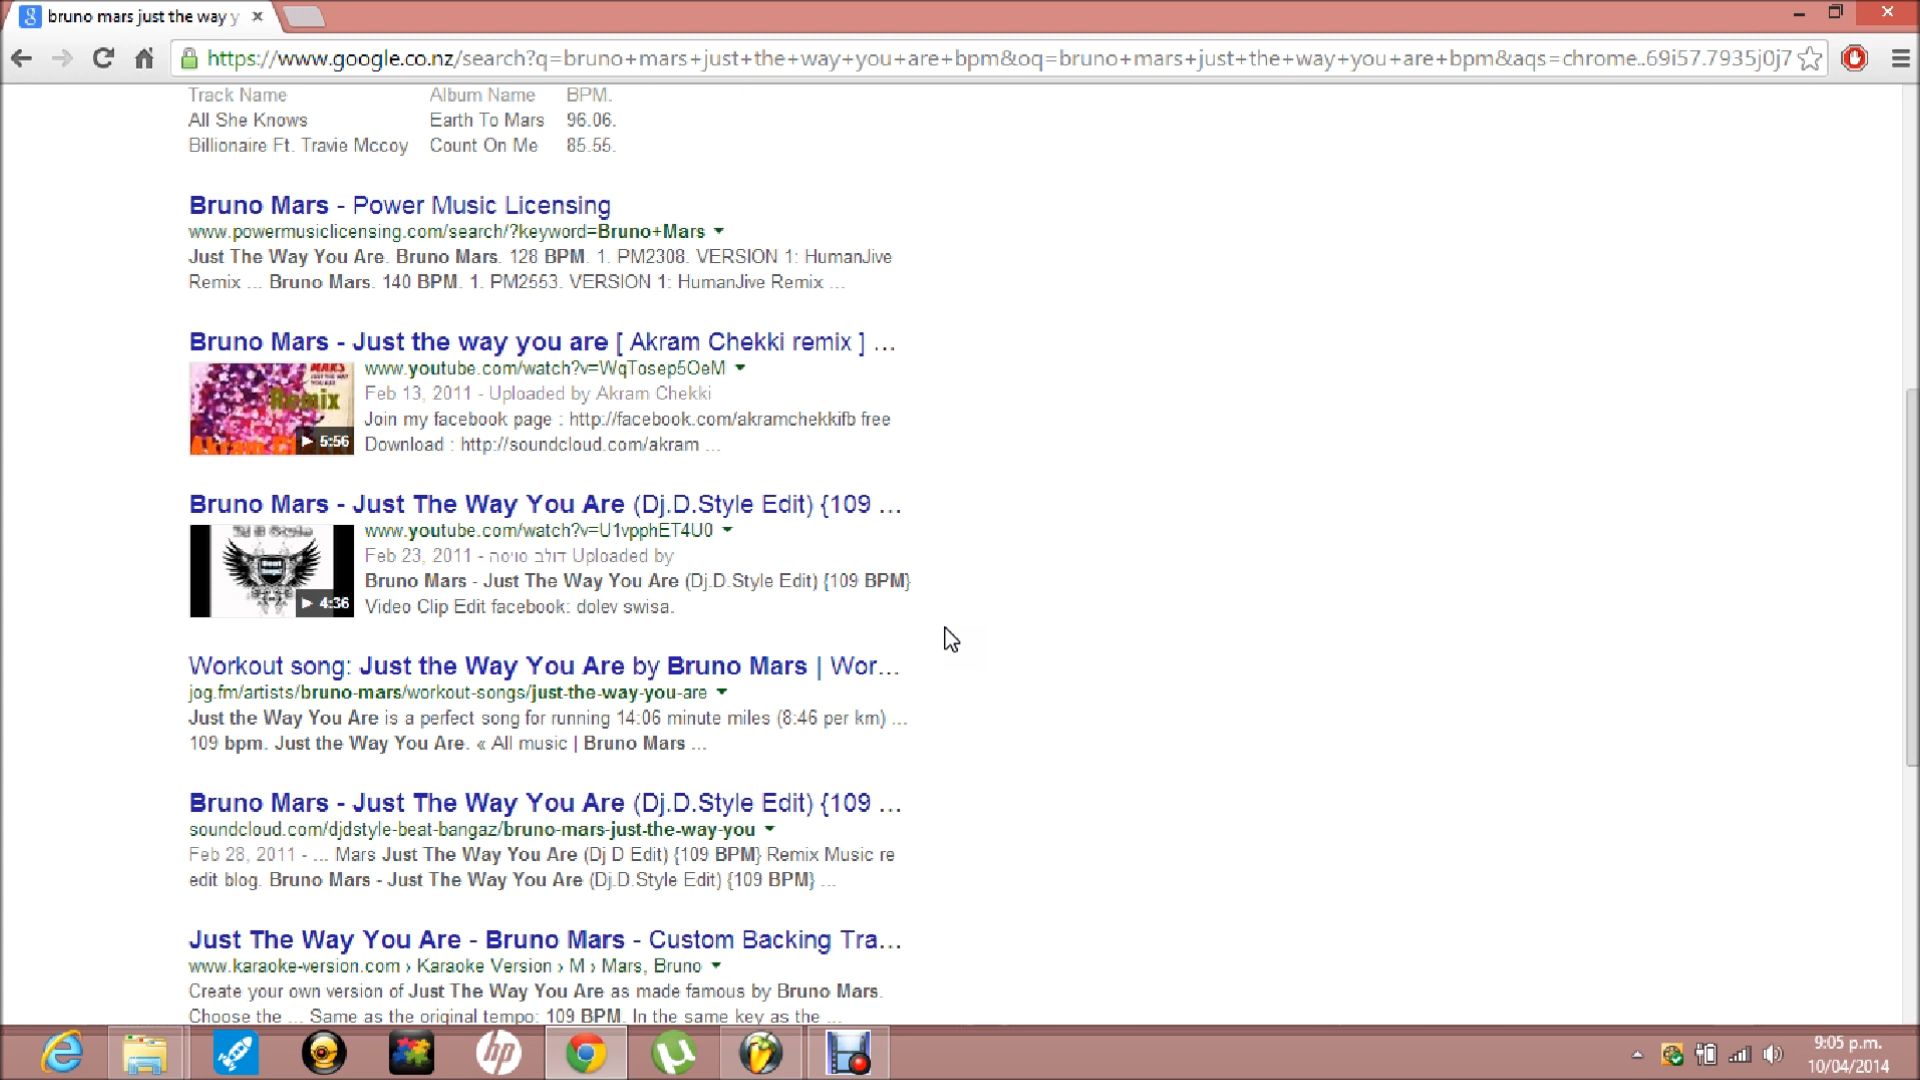 bruno mars just the way y
https://www.google.co.nz/search?q=bruno+mars+just+the+way+you+are+bpm&oq=bruno+mars+just+the+way+you+are+bpm&aqs=chrome..69i57.7935j0j7
Track Name Album Name BPM.
All She Knows Earth To Mars 96.06.
Billionaire Ft. Travie Mccoy Count On Me 85.55.
Bruno Mars - Power Music Licensing
www.powermusiclicensing.com/search/?keyword=Bruno+Mars
Just The Way You Are. Bruno Mars. 128 BPM. 1. PM2308. VERSION 1: HumanJive
Remix ... Bruno Mars. 140 BPM. 1. PM2553. VERSION 1: HumanJive Remix ...
Bruno Mars - Just the way you are [ Akram Chekki remix ] ...
www.youtube.com/watch?v=WqTosep5OeM
Feb 13, 2011 - Uploaded by Akram Chekki
Join my facebook page : http://facebook.com/akramchekkifb free
Download : http://soundcloud.com/akram ...
Remix
5:56
Bruno Mars - Just The Way You Are (Dj.D.Style Edit) {109 ...
www.youtube.com/watch?v=U1vpphET4U0
Feb 23, 2011 - דולב סויסה Uploaded by
Bruno Mars - Just The Way You Are (Dj.D.Style Edit) {109 BPM}
Video Clip Edit facebook: dolev swisa.
4:36
Workout song: Just the Way You Are by Bruno Mars | Wor...
jog.fm/artists/bruno-mars/workout-songs/just-the-way-you-are
Just the Way You Are is a perfect song for running 14:06 minute miles (8:46 per km) ...
109 bpm. Just the Way You Are. « All music | Bruno Mars ...
Bruno Mars - Just The Way You Are (Dj.D.Style Edit) {109 ...
soundcloud.com/djdstyle-beat-bangaz/bruno-mars-just-the-way-you
Feb 28, 2011 - ... Mars Just The Way You Are (Dj D Edit) {109 BPM} Remix Music re
edit blog. Bruno Mars - Just The Way You Are (Dj.D.Style Edit) {109 BPM} ...
Just The Way You Are - Bruno Mars - Custom Backing Tra...
www.karaoke-version.com › Karaoke Version › M › Mars, Bruno
Create your own version of Just The Way You Are as made famous by Bruno Mars.
Choose the ... Same as the original tempo: 109 BPM. In the same key as the ...
hp
9:05 p.m.
10/04/2014